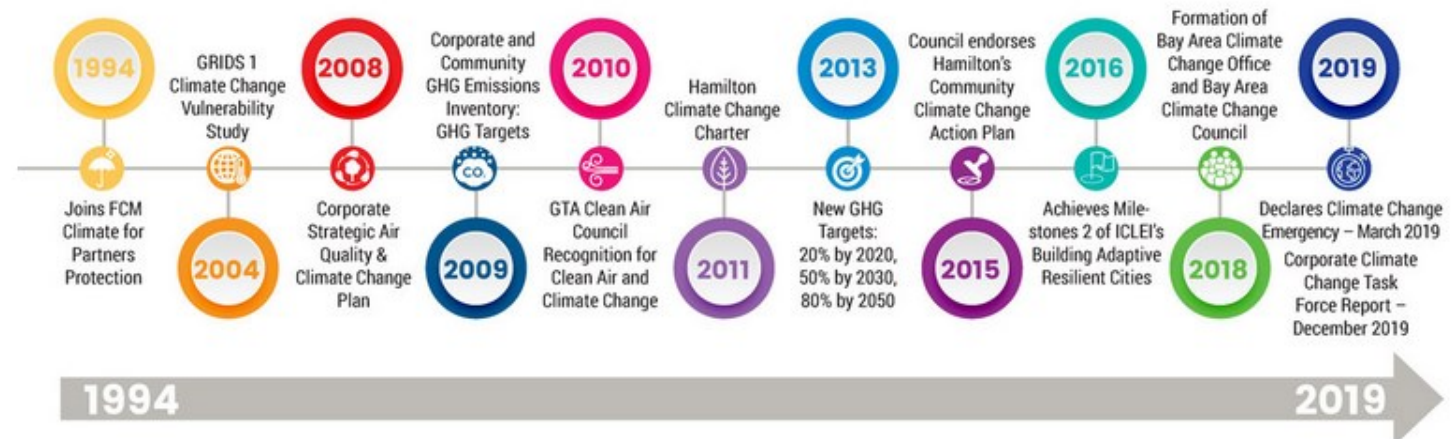 1994
Joins FCM
Climate for
Partners
Protection
GRIDS 1
Climate Change
Vulnerability
Study
2004
2008
Corporate
Strategic Air
Quality &
Climate Change
Plan
Corporate and
Community
GHG Emissions
Inventory:
GHG Targets
CO₂
2009
2010
GTA Clean Air
Council
Recognition for
Clean Air and
Climate Change
Hamilton
Climate Change
Charter
2011
2013
New GHG
Targets:
20% by 2020,
50% by 2030,
80% by 2050
Council endorses
Hamilton's
Community
Climate Change
Action Plan
2015
2016
Achieves Mile-
stones 2 of ICLEI's
Building Adaptive
Resilient Cities
Formation of
Bay Area Climate
Change Office
and Bay Area
Climate Change
Council
2018
2019
Declares Climate Change
Emergency – March 2019
Corporate Climate
Change Task
Force Report –
December 2019
1994
2019